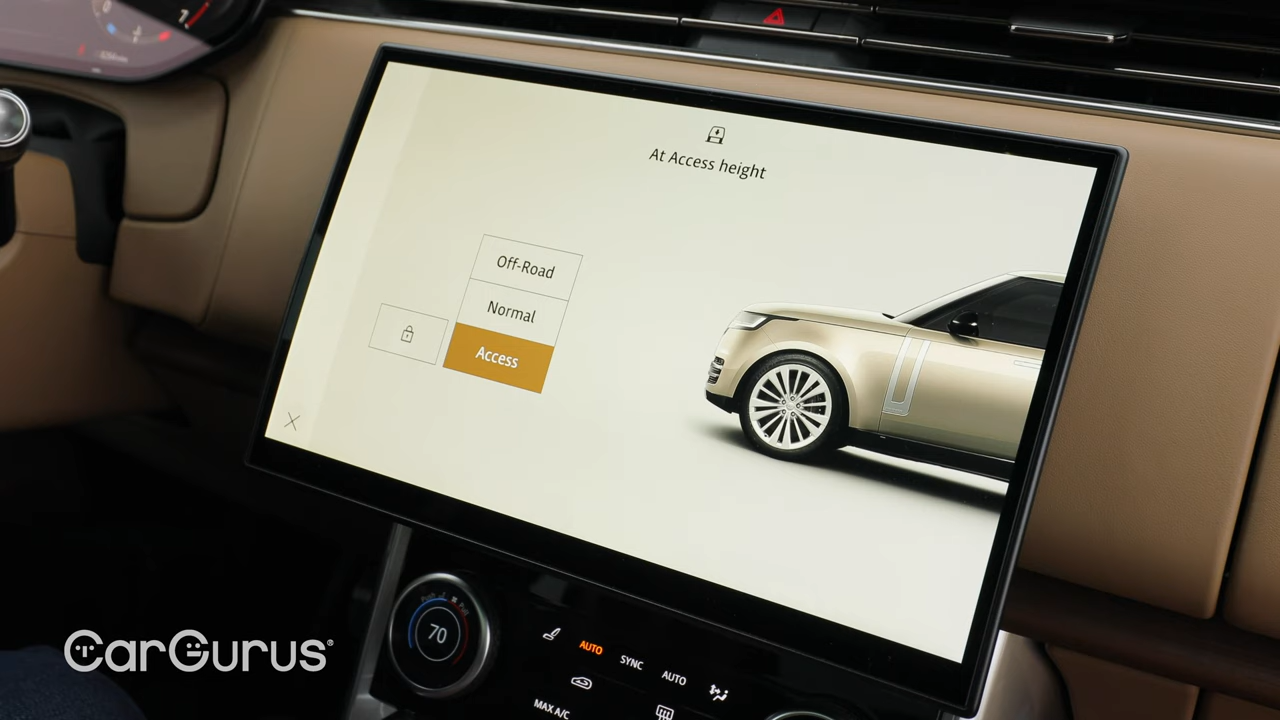 At Access height
Off-Road
Normal
Access
70
AUTO
SYNC
AUTO
MAX A/C
CarGurus®